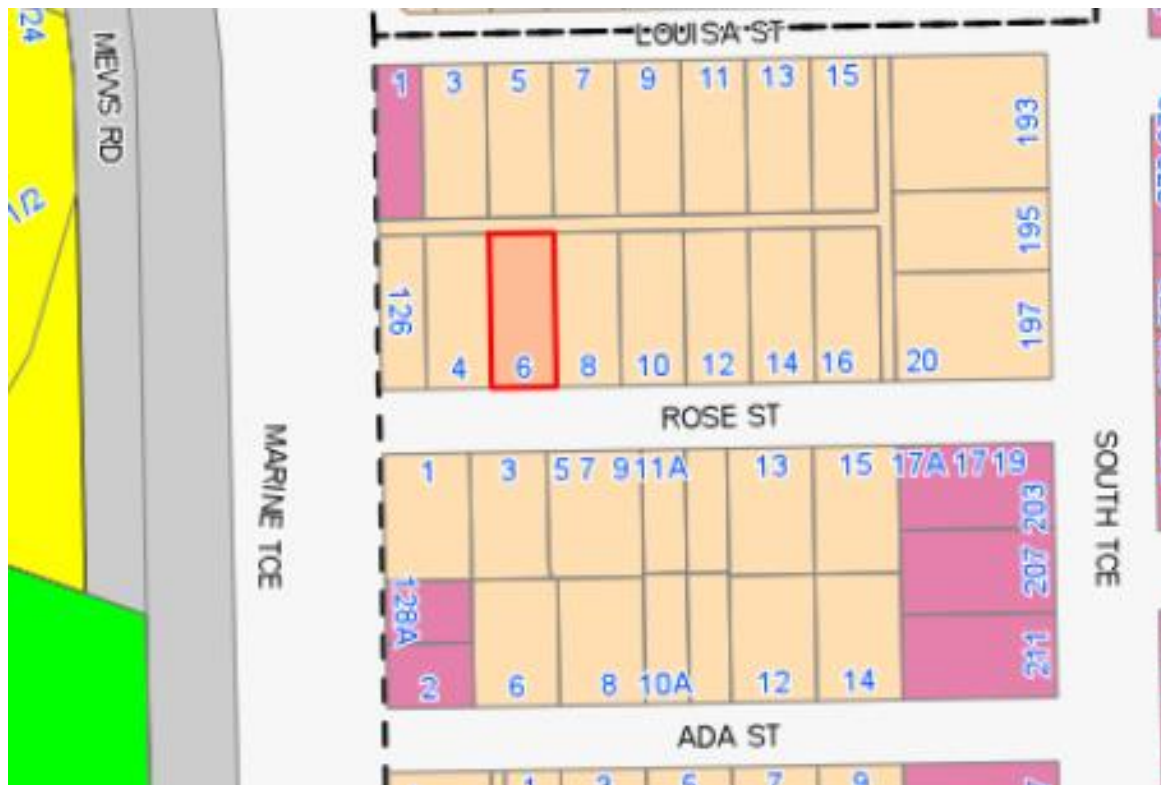 24
MEWS RD
172
LOUISA ST
1 3 5 7 9 11 13 15
193
195
197
126
4 6 8 10 12 14 16 20
ROSE ST
MARINE TCE
SOUTH TCE
1 3 5 7 9 11A 13 15 17A 17 19
203
207
211
128A
2 6 8 10A 12 14
ADA ST